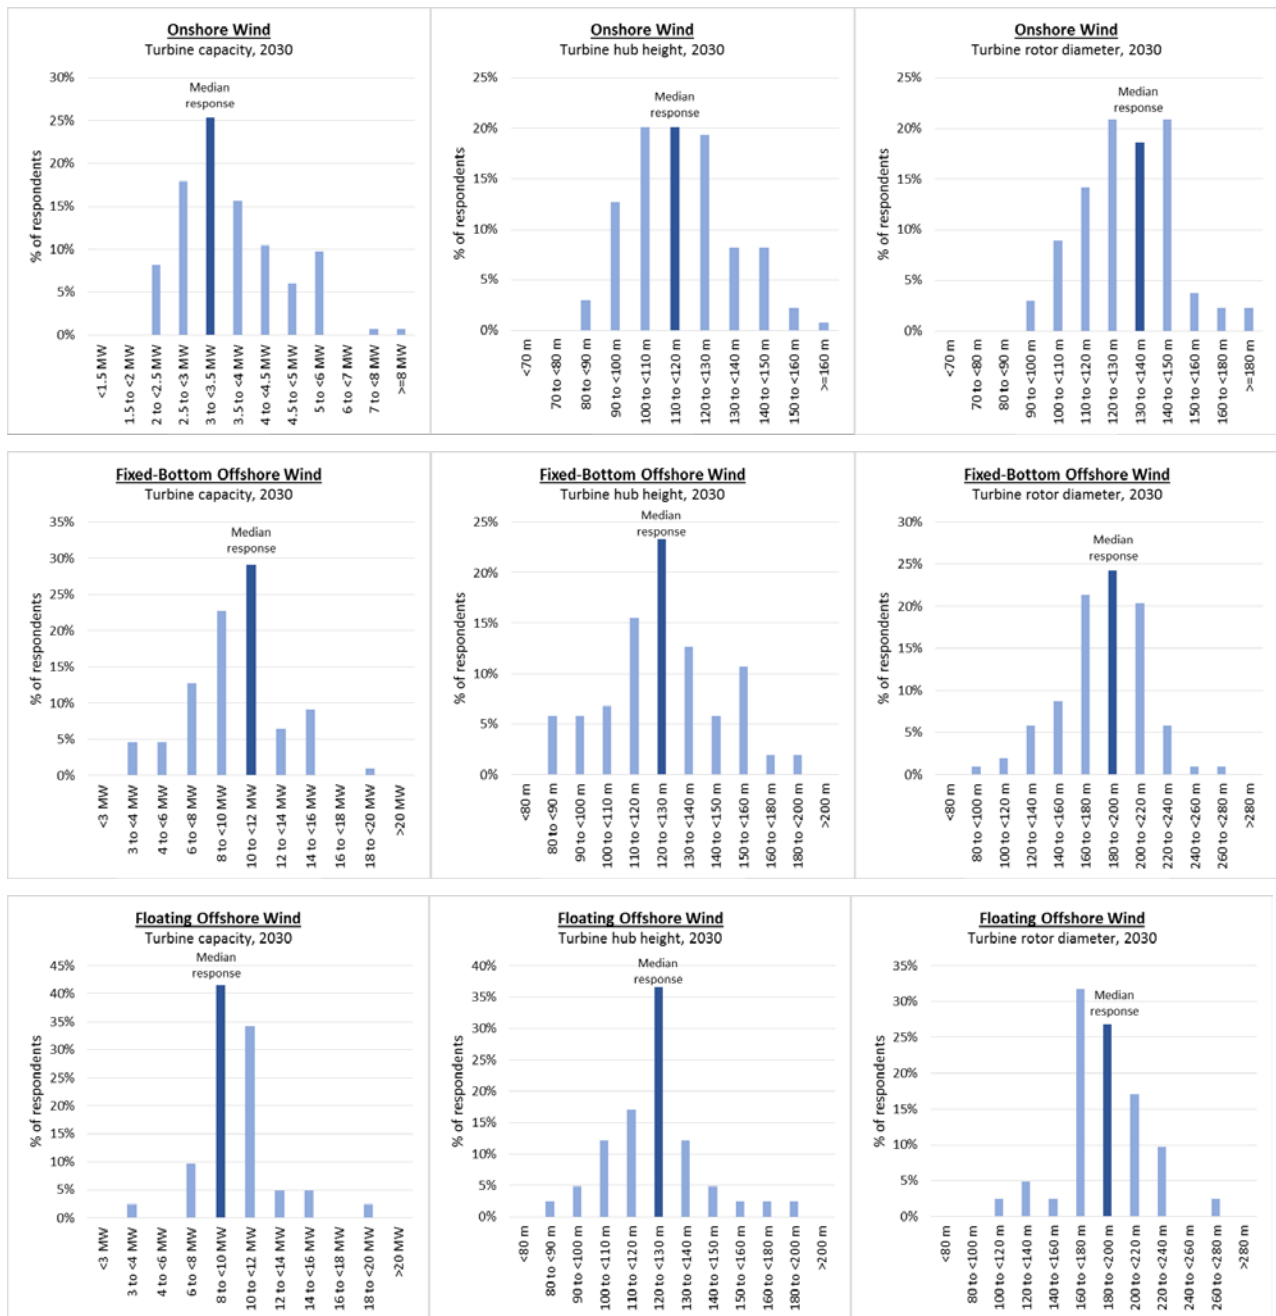 Onshore Wind
Turbine capacity, 2030
Median
response
% of respondents
30%
25%
20%
15%
10%
5%
0%
<1.5 MW
1.5 to <2 MW
2 to <2.5 MW
2.5 to <3 MW
3 to <3.5 MW
3.5 to <4 MW
4 to <4.5 MW
4.5 to <5 MW
5 to <6 MW
6 to <7 MW
7 to <8 MW
>=8 MW
Onshore Wind
Turbine hub height, 2030
Median
response
% of respondents
25%
20%
15%
10%
5%
0%
<70 m
70 to <80 m
80 to <90 m
90 to <100 m
100 to <110 m
110 to <120 m
120 to <130 m
130 to <140 m
140 to <150 m
150 to <160 m
>=160 m
Onshore Wind
Turbine rotor diameter, 2030
Median
response
% of respondents
25%
20%
15%
10%
5%
0%
<70 m
70 to <80 m
80 to <90 m
90 to <100 m
100 to <110 m
110 to <120 m
120 to <130 m
130 to <140 m
140 to <150 m
150 to <160 m
160 to <180 m
>=180 m
Fixed-Bottom Offshore Wind
Turbine capacity, 2030
Median
response
% of respondents
35%
30%
25%
20%
15%
10%
5%
0%
<3 MW
3 to <4 MW
4 to <6 MW
6 to <8 MW
8 to <10 MW
10 to <12 MW
12 to <14 MW
14 to <16 MW
16 to <18 MW
18 to <20 MW
>20 MW
Fixed-Bottom Offshore Wind
Turbine hub height, 2030
Median
response
% of respondents
25%
20%
15%
10%
5%
0%
<80 m
80 to <90 m
90 to <100 m
100 to <110 m
110 to <120 m
120 to <130 m
130 to <140 m
140 to <150 m
150 to <160 m
160 to <180 m
180 to <200 m
>200 m
Fixed-Bottom Offshore Wind
Turbine rotor diameter, 2030
Median
response
% of respondents
30%
25%
20%
15%
10%
5%
0%
<80 m
80 to <100 m
100 to <120 m
120 to <140 m
140 to <160 m
160 to <180 m
180 to <200 m
200 to <220 m
220 to <240 m
240 to <260 m
260 to <280 m
>280 m
Floating Offshore Wind
Turbine capacity, 2030
Median
response
% of respondents
45%
40%
35%
30%
25%
20%
15%
10%
5%
0%
<3 MW
3 to <4 MW
4 to <6 MW
6 to <8 MW
8 to <10 MW
10 to <12 MW
12 to <14 MW
14 to <16 MW
16 to <18 MW
18 to <20 MW
>20 MW
Floating Offshore Wind
Turbine hub height, 2030
Median
response
% of respondents
40%
35%
30%
25%
20%
15%
10%
5%
0%
<80 m
80 to <90 m
90 to <100 m
100 to <110 m
110 to <120 m
120 to <130 m
130 to <140 m
140 to <150 m
150 to <160 m
160 to <180 m
180 to <200 m
>200 m
Floating Offshore Wind
Turbine rotor diameter, 2030
Median
response
% of respondents
35%
30%
25%
20%
15%
10%
5%
0%
<80 m
80 to <100 m
100 to <120 m
120 to <140 m
140 to <160 m
160 to <180 m
180 to <200 m
200 to <220 m
220 to <240 m
240 to <260 m
260 to <280 m
>280 m